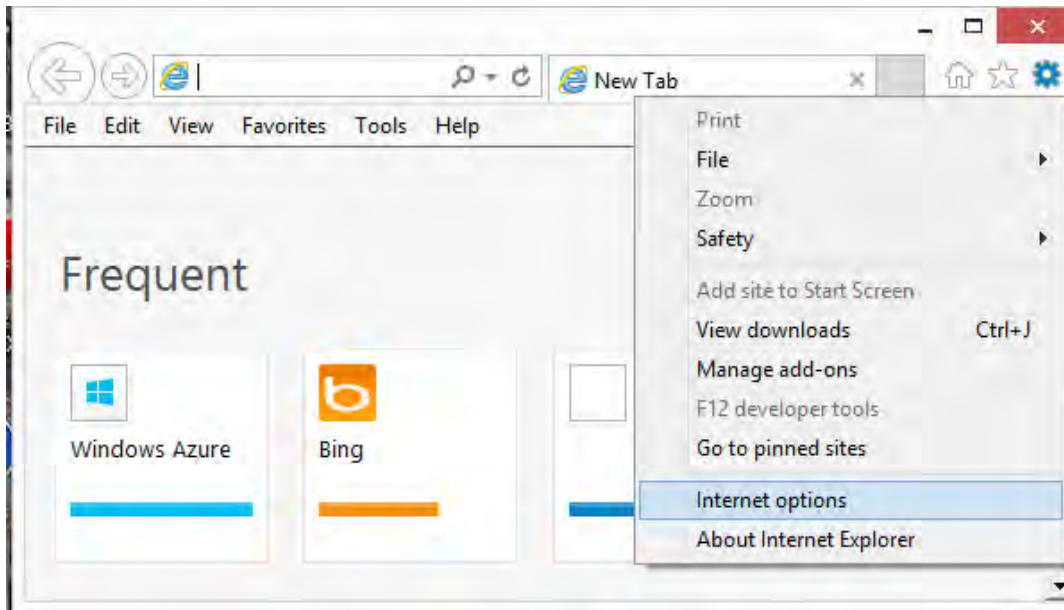 New Tab
File Edit View Favorites Tools Help
Frequent
Windows Azure
Bing
Print
File
Zoom
Safety
Add site to Start Screen
View downloads Ctrl+J
Manage add-ons
F12 developer tools
Go to pinned sites
Internet options
About Internet Explorer